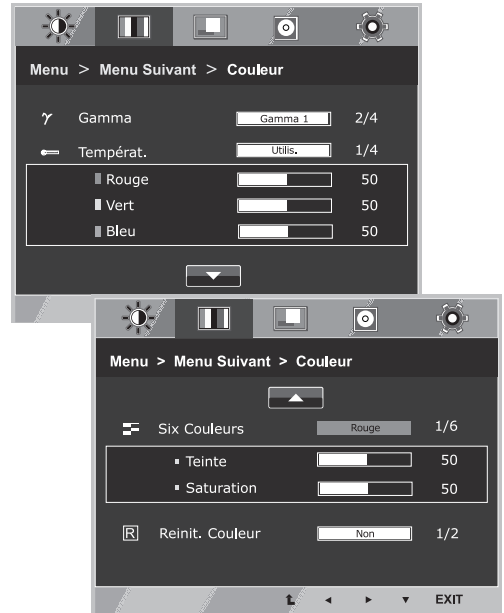 Menu > Menu Suivant > Couleur
γ Gamma Gamma 1 2/4
Températ. Utilis. 1/4
Rouge 50
Vert 50
Bleu 50
Menu > Menu Suivant > Couleur
Six Couleurs Rouge 1/6
Teinte 50
Saturation 50
R Reinit. Couleur Non 1/2
EXIT